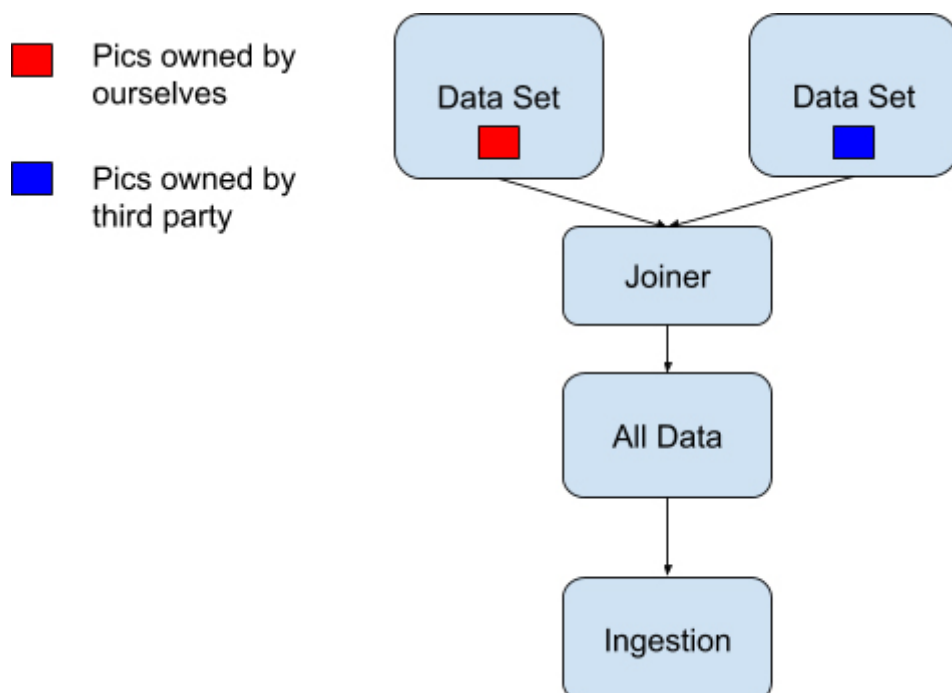 Pics owned by
ourselves
Pics owned by
third party
Data Set
Data Set
Joiner
All Data
Ingestion